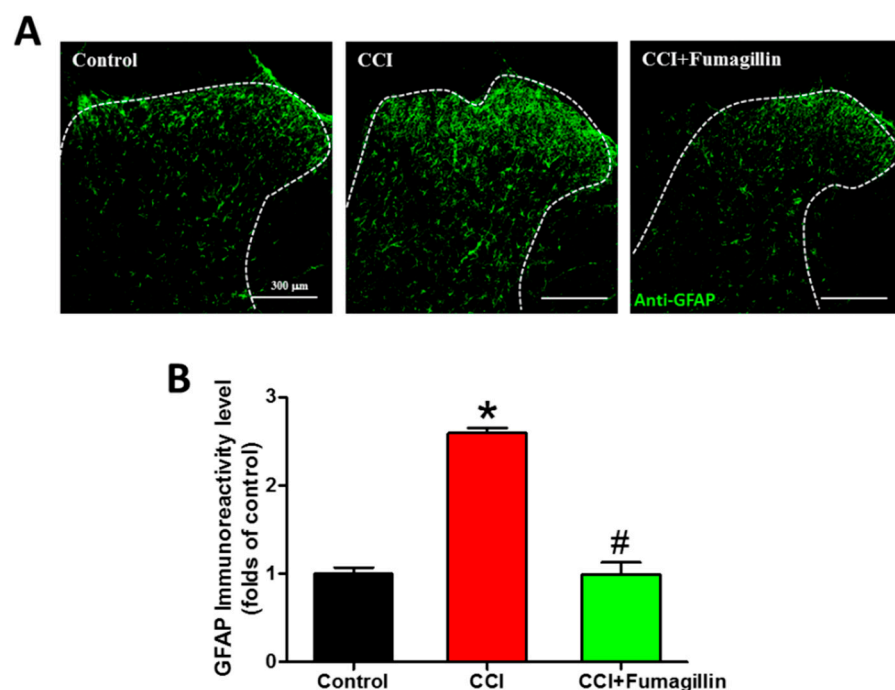 A
Control
CCI
CCI+Fumagillin
300 μm
Anti-GFAP
B
GFAP Immunoreactivity level
(folds of control)
3
2
1
0
*
#
Control
CCI
CCI+Fumagillin